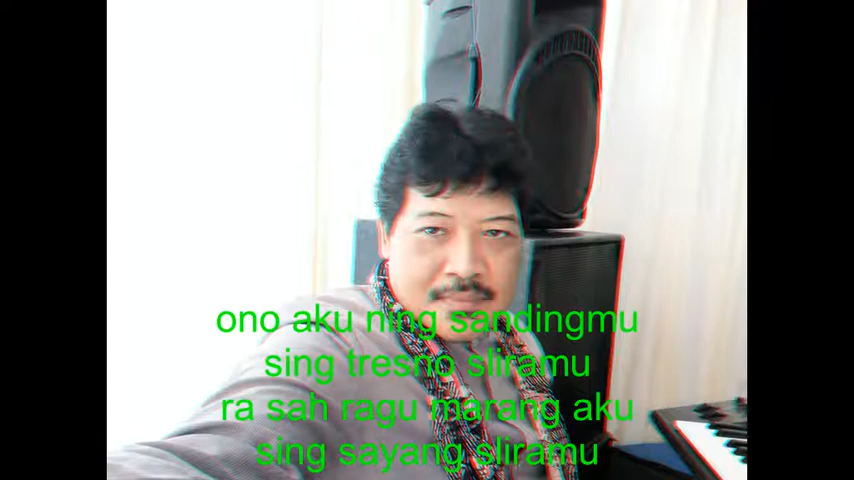 ono aku ning sandingmu
sing tresno sliramu
ra sah ragu marang aku
sing sayang sliramu